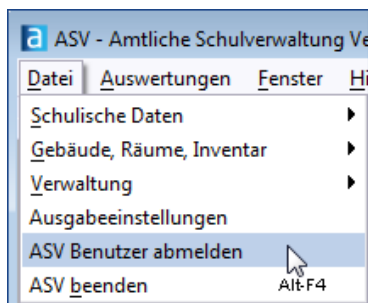 ASV - Amtliche Schulverwaltung Ve
Datei Auswertungen Fenster Hi
Schulische Daten
Gebäude, Räume, Inventar
Verwaltung
Ausgabeeinstellungen
ASV Benutzer abmelden
ASV beenden Alt-F4